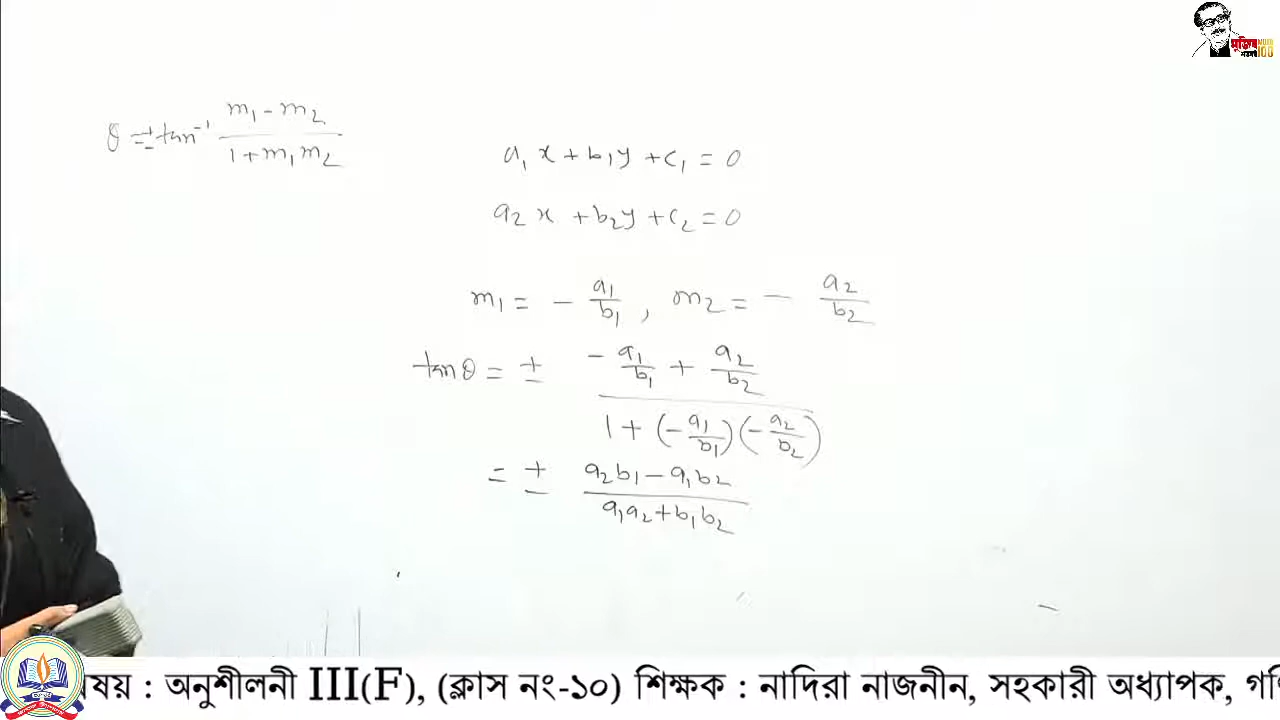 θ = ± tan⁻¹ (m₁ - m₂)/(1 + m₁m₂)
a₁x + b₁y + c₁ = 0
a₂x + b₂y + c₂ = 0
m₁ = - a₁/b₁ , m₂ = - a₂/b₂
tanθ = ± (- a₁/b₁ + a₂/b₂)/(1 + (-a₁/b₁)(-a₂/b₂))
= ± (a₂b₁ - a₁b₂)/(a₁a₂ + b₁b₂)
: অনুশীলনী III(F), (ক্লাস নং-১০) শিক্ষক : নাদিরা নাজনীন, সহকারী অধ্যাপক,